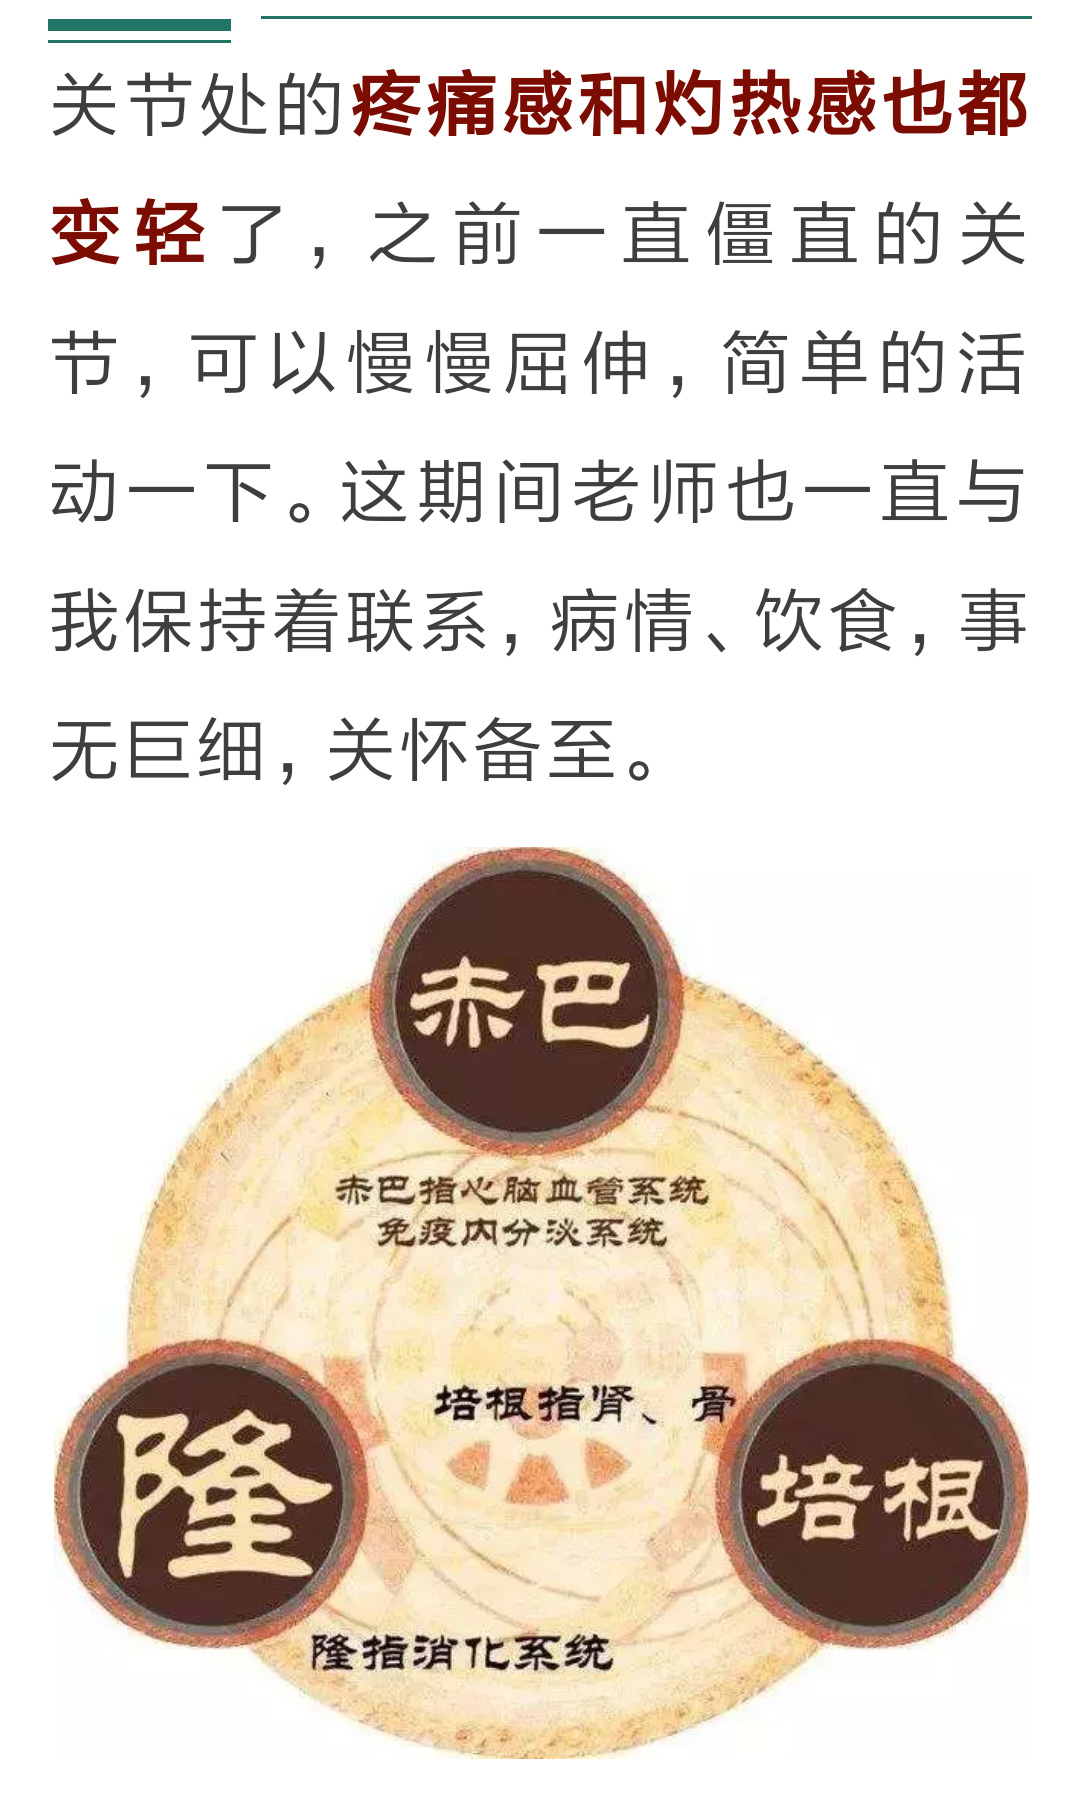 关节处的疼痛感和灼热感也都
变轻了，之前一直僵直的关
节，可以慢慢屈伸，简单的活
动一下。这期间老师也一直与
我保持着联系，病情、饮食，事
无巨细，关怀备至。
赤巴
赤巴指心脑血管系统
免疫内分泌系统
培根指肾、骨
隆
培根
隆指消化系统